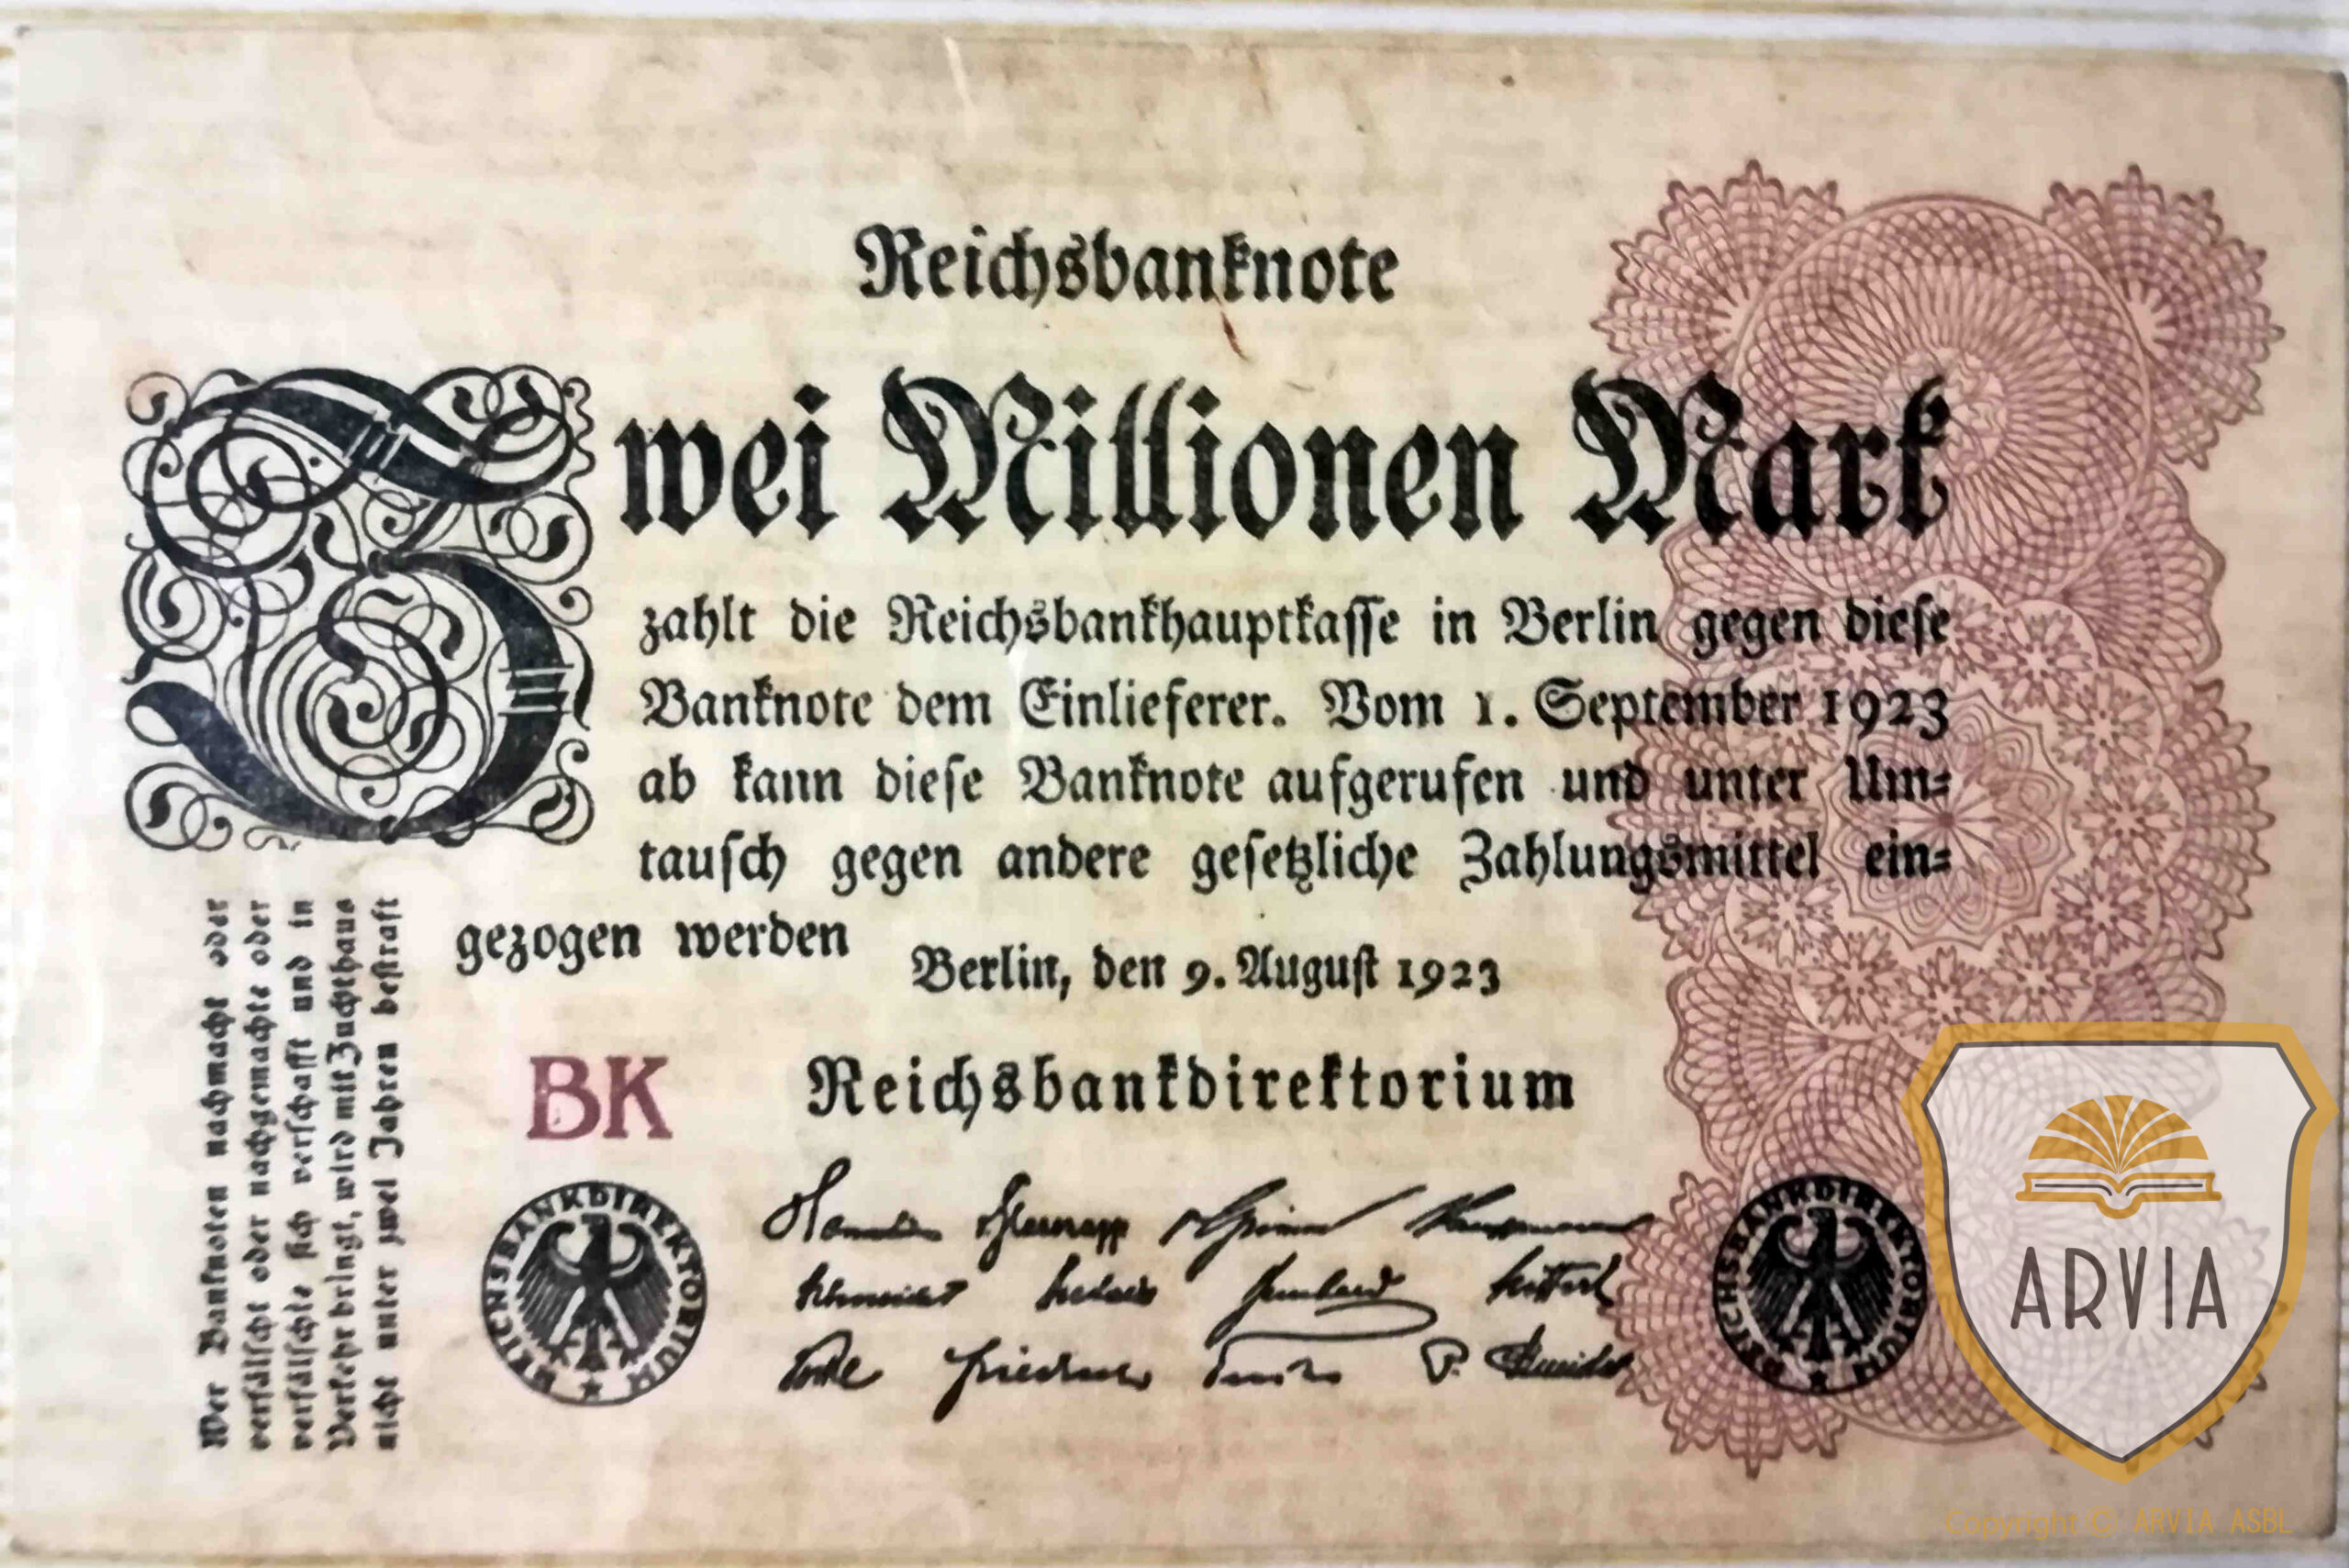 Reichsbanknote
Zwei Millionen Mark
zahlt die Reichsbankhauptkasse in Berlin gegen diese
Banknote dem Einlieferer. Vom 1. September 1923
ab kann diese Banknote aufgerufen und unter Um-
tausch gegen andere gesetzliche Zahlungsmittel ein-
gezogen werden
Berlin, den 9. August 1923
Wer Banknoten nachmacht oder
verfälscht oder nachgemachte oder
verfälschte sich verschafft und in
Verkehr bringt, wird mit Zuchthaus
nicht unter zwei Jahren bestraft
BK
Reichsbankdirektorium
REICHSBANKDIREKTORIUM
REICHSBANKDIREKTORIUM
ARVIA
Copyright © ARVIA ASBL